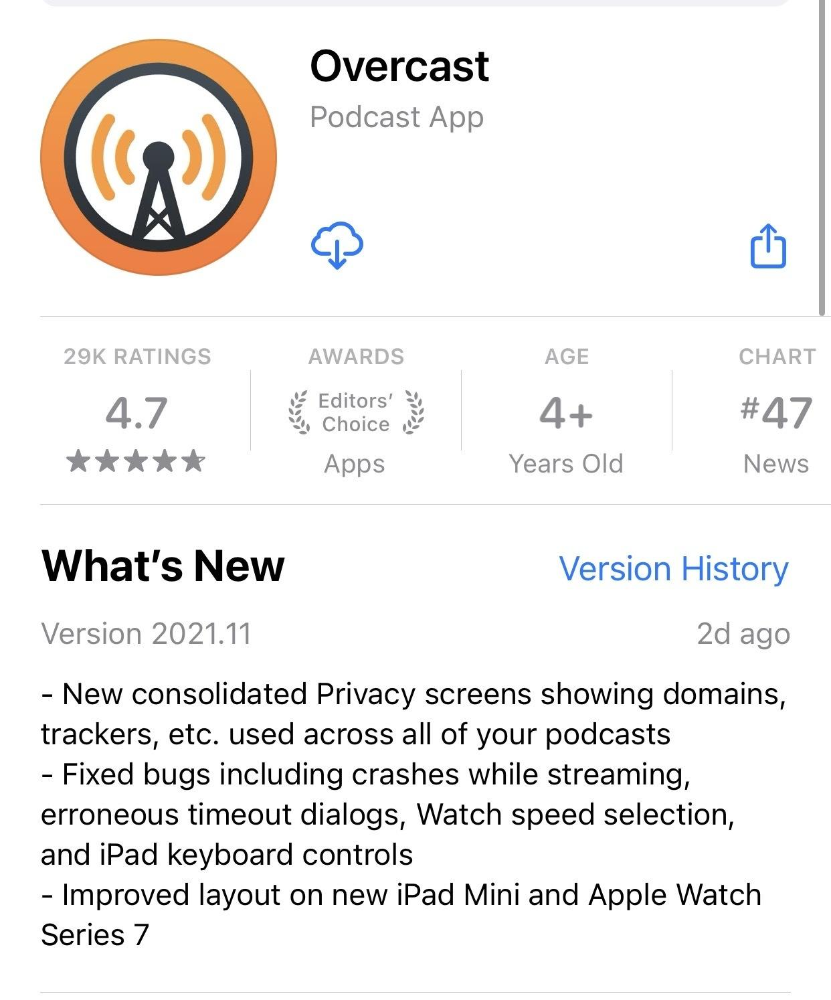 Overcast
Podcast App
29K RATINGS
4.7
AWARDS
Editors’
Choice
Apps
AGE
4+
Years Old
CHART
#47
News
What’s New
Version History
Version 2021.11
2d ago
- New consolidated Privacy screens showing domains,
trackers, etc. used across all of your podcasts
- Fixed bugs including crashes while streaming,
erroneous timeout dialogs, Watch speed selection,
and iPad keyboard controls
- Improved layout on new iPad Mini and Apple Watch
Series 7